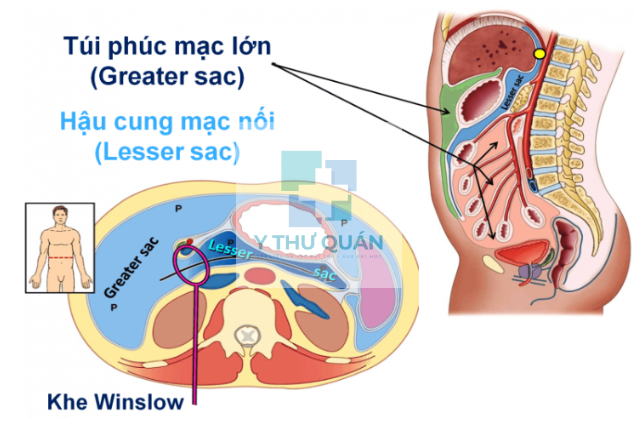 Túi phúc mạc lớn
(Greater sac)
Hậu cung mạc nối
(Lesser sac)
Lesser sac
P
P
P
Y THƯ QUÁN
Lesser
sac
Greater sac
Khe Winslow